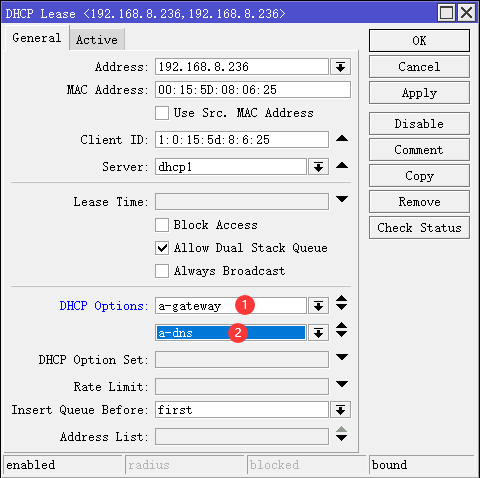 DHCP Lease <192.168.8.236,192.168.8.236>
General Active
OK
Address: 192.168.8.236
Cancel
MAC Address: 00:15:5D:08:06:25
Apply
Use Src. MAC Address
Disable
Client ID: 1:0:15:5d:8:6:25
Comment
Server: dhcp1
Copy
Lease Time:
Remove
Block Access
Check Status
Allow Dual Stack Queue
Always Broadcast
DHCP Options: a-gateway 1
a-dns 2
DHCP Option Set:
Rate Limit:
Insert Queue Before: first
Address List:
enabled radius blocked bound